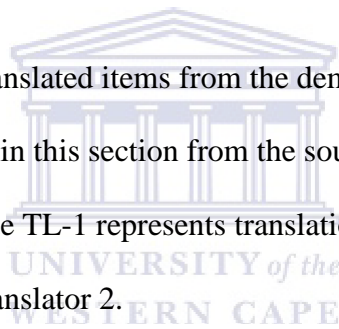 anslated items from the den
in this section from the sou
e TL-1 represents translatio
UNIVERSITY of the
anslator 2.
WESTERN CAPE